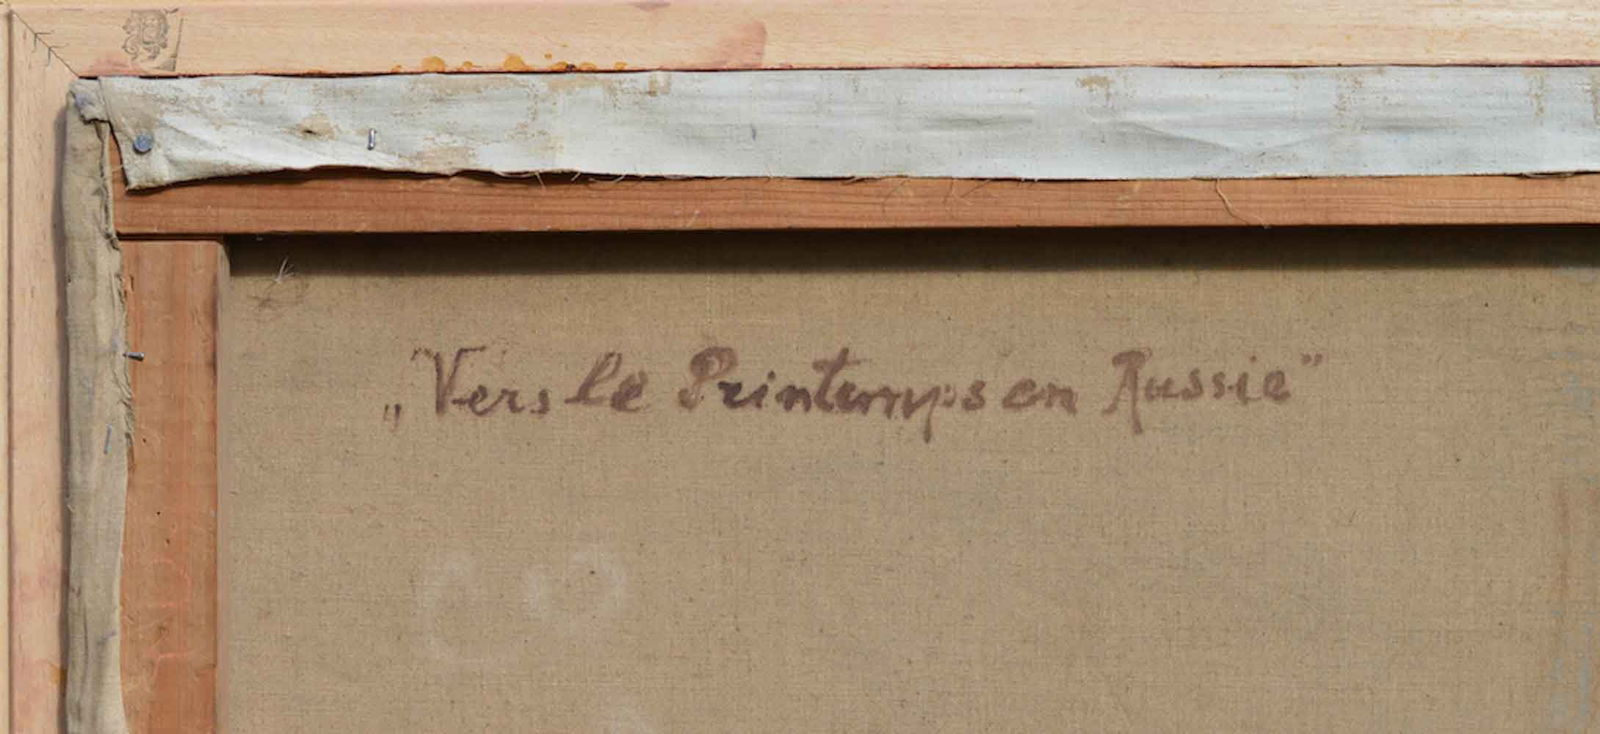 „Vers le Printemps en Russie”